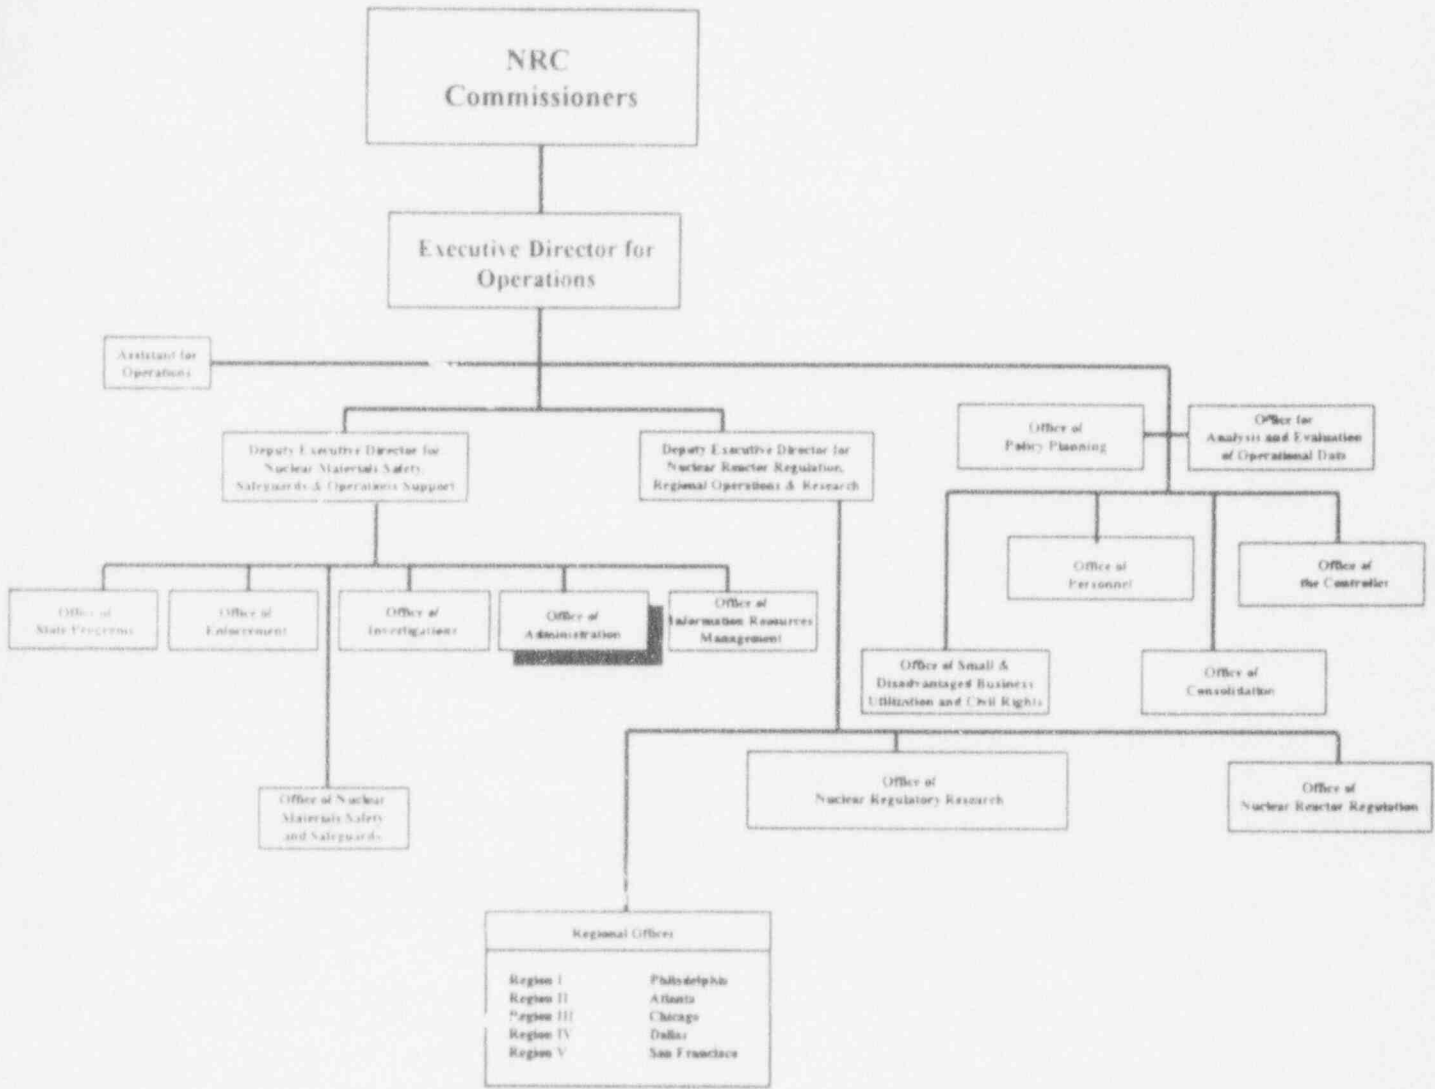 NRC
Commissioners
Executive Director for
Operations
Assistant for
Operations
Deputy Executive Director for
Nuclear Materials Safety,
Safeguards & Operations Support
Deputy Executive Director for
Nuclear Reactor Regulation,
Regional Operations & Research
Office of
Policy Planning
Office for
Analysis and Evaluation
of Operational Data
Office of
Personnel
Office of
the Controller
Office of
State Programs
Office of
Enforcement
Office of
Investigations
Office of
Administration
Office of
Information Resources
Management
Office of Small &
Disadvantaged Business
Utilization and Civil Rights
Office of
Consolidation
Office of Nuclear
Materials Safety
and Safeguards
Office of
Nuclear Regulatory Research
Office of
Nuclear Reactor Regulation
Regional Offices
Region I Philadelphia
Region II Atlanta
Region III Chicago
Region IV Dallas
Region V San Francisco